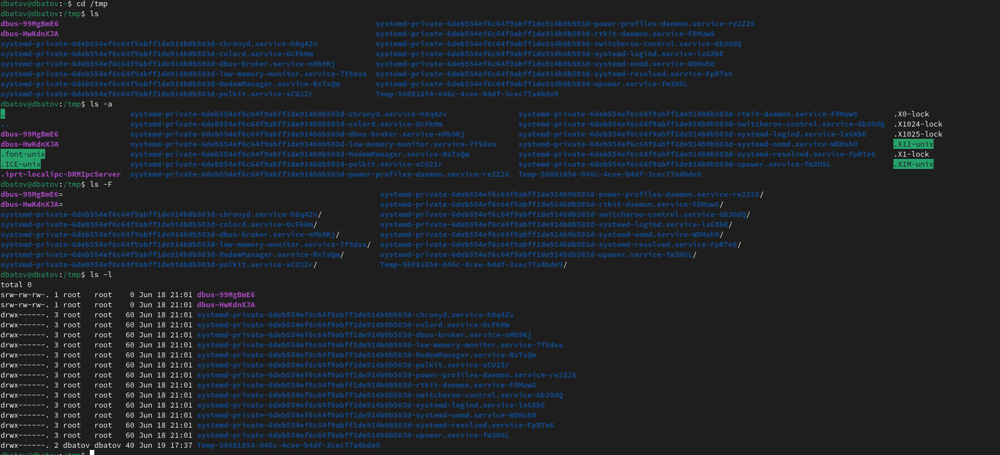 dbatov@dbatov:~$ cd /tmp
dbatov@dbatov:/tmp$ ls
dbus-99MgBmE6 systemd-private-6deb554ef6c64f9abff1de914b0b503d-power-profiles-daemon.service-re2Z26
dbus-HwKdnXJA systemd-private-6deb554ef6c64f9abff1de914b0b503d-rtkit-daemon.service-FDMuwS
systemd-private-6deb554ef6c64f9abff1de914b0b503d-chronyd.service-h8q4Zv systemd-private-6deb554ef6c64f9abff1de914b0b503d-switcheroo-control.service-Gb3OdQ
systemd-private-6deb554ef6c64f9abff1de914b0b503d-colord.service-OcFkHm systemd-private-6deb554ef6c64f9abff1de914b0b503d-systemd-logind.service-lxGXbE
systemd-private-6deb554ef6c64f9abff1de914b0b503d-dbus-broker.service-nMb9Kj systemd-private-6deb554ef6c64f9abff1de914b0b503d-systemd-oomd.service-WDHshO
systemd-private-6deb554ef6c64f9abff1de914b0b503d-low-memory-monitor.service-7fSdsa systemd-private-6deb554ef6c64f9abff1de914b0b503d-systemd-resolved.service-FpRTe6
systemd-private-6deb554ef6c64f9abff1de914b0b503d-ModemManager.service-RxTsQm systemd-private-6deb554ef6c64f9abff1de914b0b503d-upower.service-fm3HSL
systemd-private-6deb554ef6c64f9abff1de914b0b503d-polkit.service-xCU2Ir Temp-58081854-046c-4cee-b4df-3cec77a4bde9
dbatov@dbatov:/tmp$ ls -a
. systemd-private-6deb554ef6c64f9abff1de914b0b503d-chronyd.service-h8q4Zv systemd-private-6deb554ef6c64f9abff1de914b0b503d-rtkit-daemon.service-FDMuwS .X0-lock
.. systemd-private-6deb554ef6c64f9abff1de914b0b503d-colord.service-OcFkHm systemd-private-6deb554ef6c64f9abff1de914b0b503d-switcheroo-control.service-Gb3OdQ .X1024-lock
dbus-99MgBmE6 systemd-private-6deb554ef6c64f9abff1de914b0b503d-dbus-broker.service-nMb9Kj systemd-private-6deb554ef6c64f9abff1de914b0b503d-systemd-logind.service-lxGXbE .X1025-lock
dbus-HwKdnXJA systemd-private-6deb554ef6c64f9abff1de914b0b503d-low-memory-monitor.service-7fSdsa systemd-private-6deb554ef6c64f9abff1de914b0b503d-systemd-oomd.service-WDHshO .X11-unix
.font-unix systemd-private-6deb554ef6c64f9abff1de914b0b503d-ModemManager.service-RxTsQm systemd-private-6deb554ef6c64f9abff1de914b0b503d-systemd-resolved.service-FpRTe6 .X1-lock
.ICE-unix systemd-private-6deb554ef6c64f9abff1de914b0b503d-polkit.service-xCU2Ir systemd-private-6deb554ef6c64f9abff1de914b0b503d-upower.service-fm3HSL .XIM-unix
.iprt-localipc-DRMIpcServer systemd-private-6deb554ef6c64f9abff1de914b0b503d-power-profiles-daemon.service-re2Z26 Temp-58081854-046c-4cee-b4df-3cec77a4bde9
dbatov@dbatov:/tmp$ ls -F
dbus-99MgBmE6= systemd-private-6deb554ef6c64f9abff1de914b0b503d-power-profiles-daemon.service-re2Z26/
dbus-HwKdnXJA= systemd-private-6deb554ef6c64f9abff1de914b0b503d-rtkit-daemon.service-FDMuwS/
systemd-private-6deb554ef6c64f9abff1de914b0b503d-chronyd.service-h8q4Zv/ systemd-private-6deb554ef6c64f9abff1de914b0b503d-switcheroo-control.service-Gb3OdQ/
systemd-private-6deb554ef6c64f9abff1de914b0b503d-colord.service-OcFkHm/ systemd-private-6deb554ef6c64f9abff1de914b0b503d-systemd-logind.service-lxGXbE/
systemd-private-6deb554ef6c64f9abff1de914b0b503d-dbus-broker.service-nMb9Kj/ systemd-private-6deb554ef6c64f9abff1de914b0b503d-systemd-oomd.service-WDHshO/
systemd-private-6deb554ef6c64f9abff1de914b0b503d-low-memory-monitor.service-7fSdsa/ systemd-private-6deb554ef6c64f9abff1de914b0b503d-systemd-resolved.service-FpRTe6/
systemd-private-6deb554ef6c64f9abff1de914b0b503d-ModemManager.service-RxTsQm/ systemd-private-6deb554ef6c64f9abff1de914b0b503d-upower.service-fm3HSL/
systemd-private-6deb554ef6c64f9abff1de914b0b503d-polkit.service-xCU2Ir/ Temp-58081854-046c-4cee-b4df-3cec77a4bde9/
dbatov@dbatov:/tmp$ ls -l
total 0
srw-rw-rw-. 1 root root 0 Jun 18 21:01 dbus-99MgBmE6
srw-rw-rw-. 1 root root 0 Jun 18 21:01 dbus-HwKdnXJA
drwx------. 3 root root 60 Jun 18 21:01 systemd-private-6deb554ef6c64f9abff1de914b0b503d-chronyd.service-h8q4Zv
drwx------. 3 root root 60 Jun 18 21:01 systemd-private-6deb554ef6c64f9abff1de914b0b503d-colord.service-OcFkHm
drwx------. 3 root root 60 Jun 18 21:01 systemd-private-6deb554ef6c64f9abff1de914b0b503d-dbus-broker.service-nMb9Kj
drwx------. 3 root root 60 Jun 18 21:01 systemd-private-6deb554ef6c64f9abff1de914b0b503d-low-memory-monitor.service-7fSdsa
drwx------. 3 root root 60 Jun 18 21:01 systemd-private-6deb554ef6c64f9abff1de914b0b503d-ModemManager.service-RxTsQm
drwx------. 3 root root 60 Jun 18 21:01 systemd-private-6deb554ef6c64f9abff1de914b0b503d-polkit.service-xCU2Ir
drwx------. 3 root root 60 Jun 18 21:01 systemd-private-6deb554ef6c64f9abff1de914b0b503d-power-profiles-daemon.service-re2Z26
drwx------. 3 root root 60 Jun 18 21:01 systemd-private-6deb554ef6c64f9abff1de914b0b503d-rtkit-daemon.service-FDMuwS
drwx------. 3 root root 60 Jun 18 21:01 systemd-private-6deb554ef6c64f9abff1de914b0b503d-switcheroo-control.service-Gb3OdQ
drwx------. 3 root root 60 Jun 18 21:01 systemd-private-6deb554ef6c64f9abff1de914b0b503d-systemd-logind.service-lxGXbE
drwx------. 3 root root 60 Jun 18 21:01 systemd-private-6deb554ef6c64f9abff1de914b0b503d-systemd-oomd.service-WDHshO
drwx------. 3 root root 60 Jun 18 21:01 systemd-private-6deb554ef6c64f9abff1de914b0b503d-systemd-resolved.service-FpRTe6
drwx------. 3 root root 60 Jun 18 21:01 systemd-private-6deb554ef6c64f9abff1de914b0b503d-upower.service-fm3HSL
drwx------. 2 dbatov dbatov 40 Jun 19 17:37 Temp-58081854-046c-4cee-b4df-3cec77a4bde9
dbatov@dbatov:/tmp$